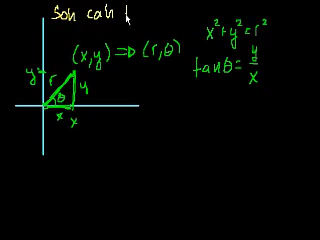 Soh cah t
x² + y² = r²
(x,y) => (r,θ)
tanθ = y/x
y
r
y
θ
x
x